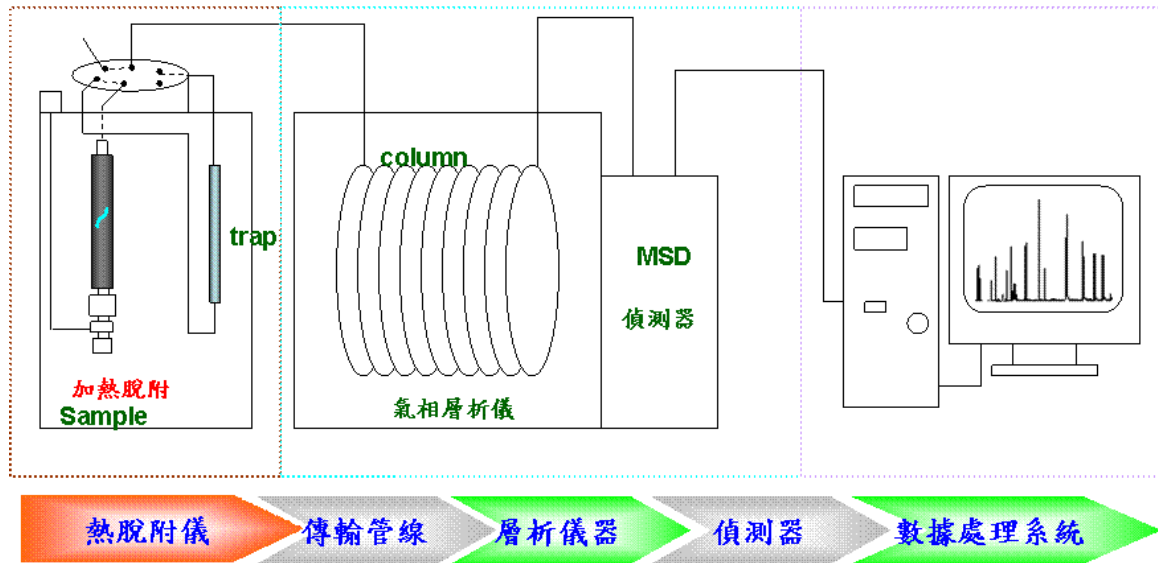 column
trap
MSD
偵測器
加熱脫附
Sample
氣相層析儀
熱脫附儀
傳輸管線
層析儀器
偵測器
數據處理系統